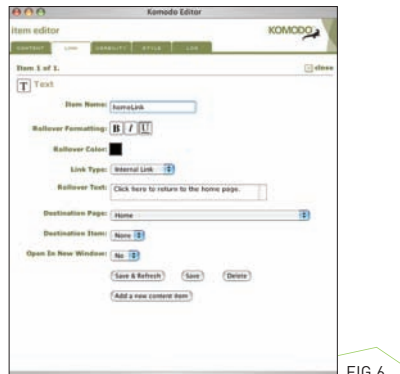 Komodo Editor
item editor
KOMODO
CONTENT LINK USABILITY STYLE LOR
Item 1 of 1.
close
T Text
Item Name: homeLink
Rollover Formatting: B I U
Rollover Color:
Link Type: Internal Link
Rollover Text: Click here to return to the home page.
Destination Page: Home
Destination Item: None
Open In New Window: No
Save & Refresh Save Delete
Add a new content item
FIG 6